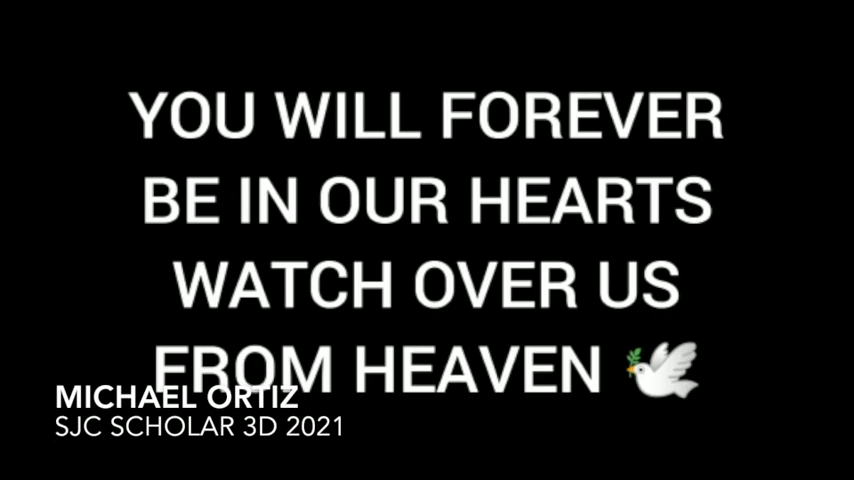 YOU WILL FOREVER
BE IN OUR HEARTS
WATCH OVER US
FROM HEAVEN 🕊️
MICHAEL ORTIZ
SJC SCHOLAR 3D 2021